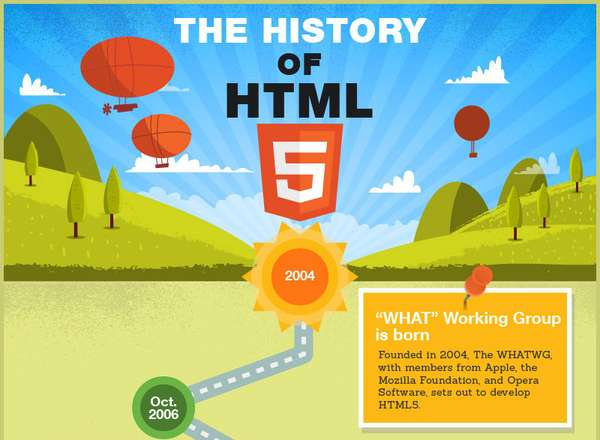 THE HISTORY
OF
HTML
5
2004
“WHAT” Working Group
is born
Founded in 2004, The WHATWG,
with members from Apple, the
Mozilla Foundation, and Opera
Software, sets out to develop
HTML5.
Oct.
2006